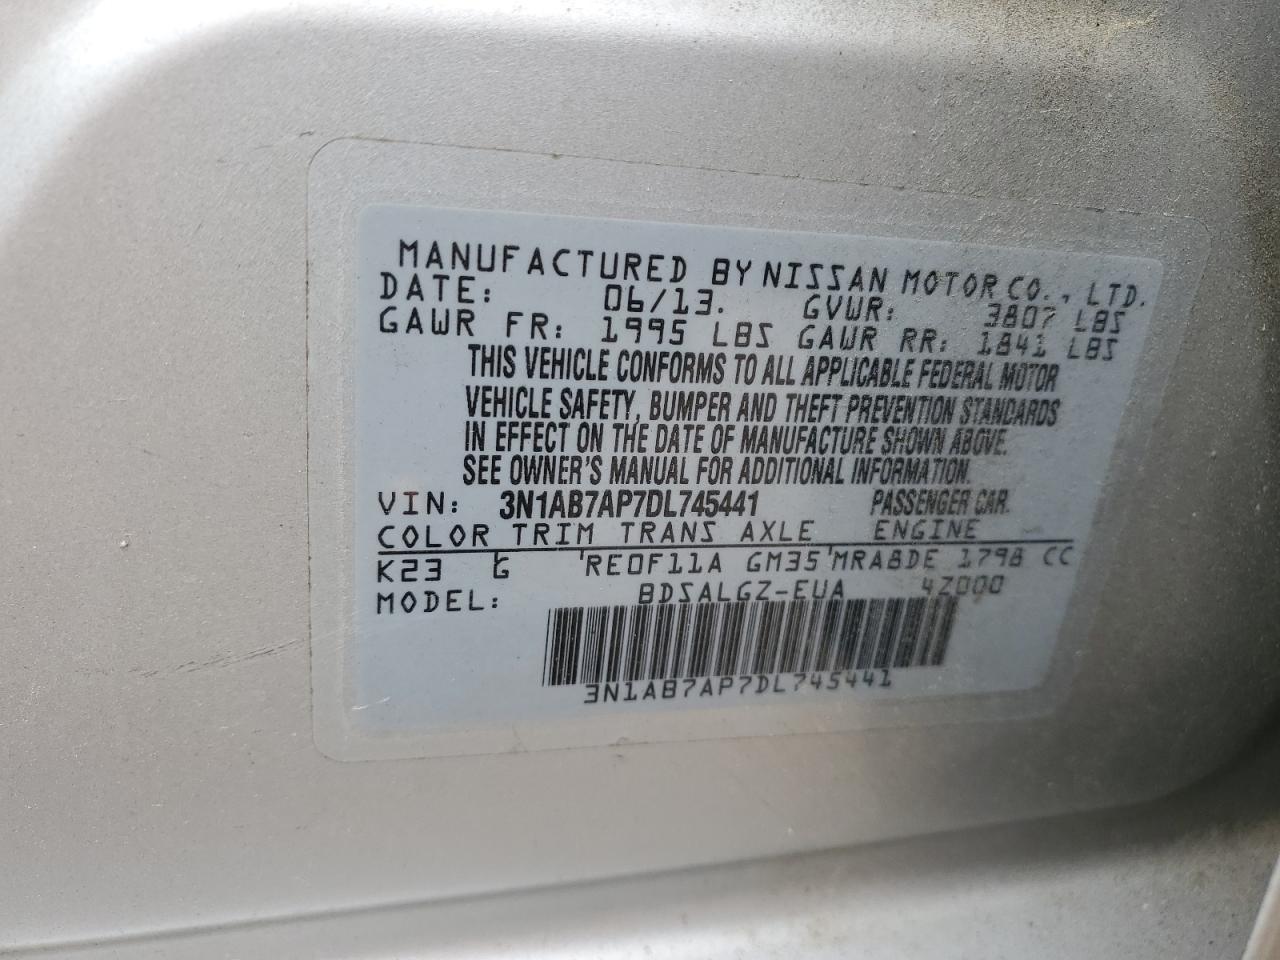 MANUFACTURED BY NISSAN MOTOR CO., LTD.
DATE: 06/13. GVWR: 3807 LBS
GAWR FR: 1995 LBS GAWR RR: 1841 LBS
THIS VEHICLE CONFORMS TO ALL APPLICABLE FEDERAL MOTOR
VEHICLE SAFETY, BUMPER AND THEFT PREVENTION STANDARDS
IN EFFECT ON THE DATE OF MANUFACTURE SHOWN ABOVE.
SEE OWNER'S MANUAL FOR ADDITIONAL INFORMATION.
VIN: 3N1AB7AP7DL745441 PASSENGER CAR.
COLOR TRIM TRANS AXLE ENGINE
K23 G RE0F11A GM35 MRA8DE 1798 CC
MODEL: BDSALGZ-EUA 4Z000
3N1AB7AP7DL745441